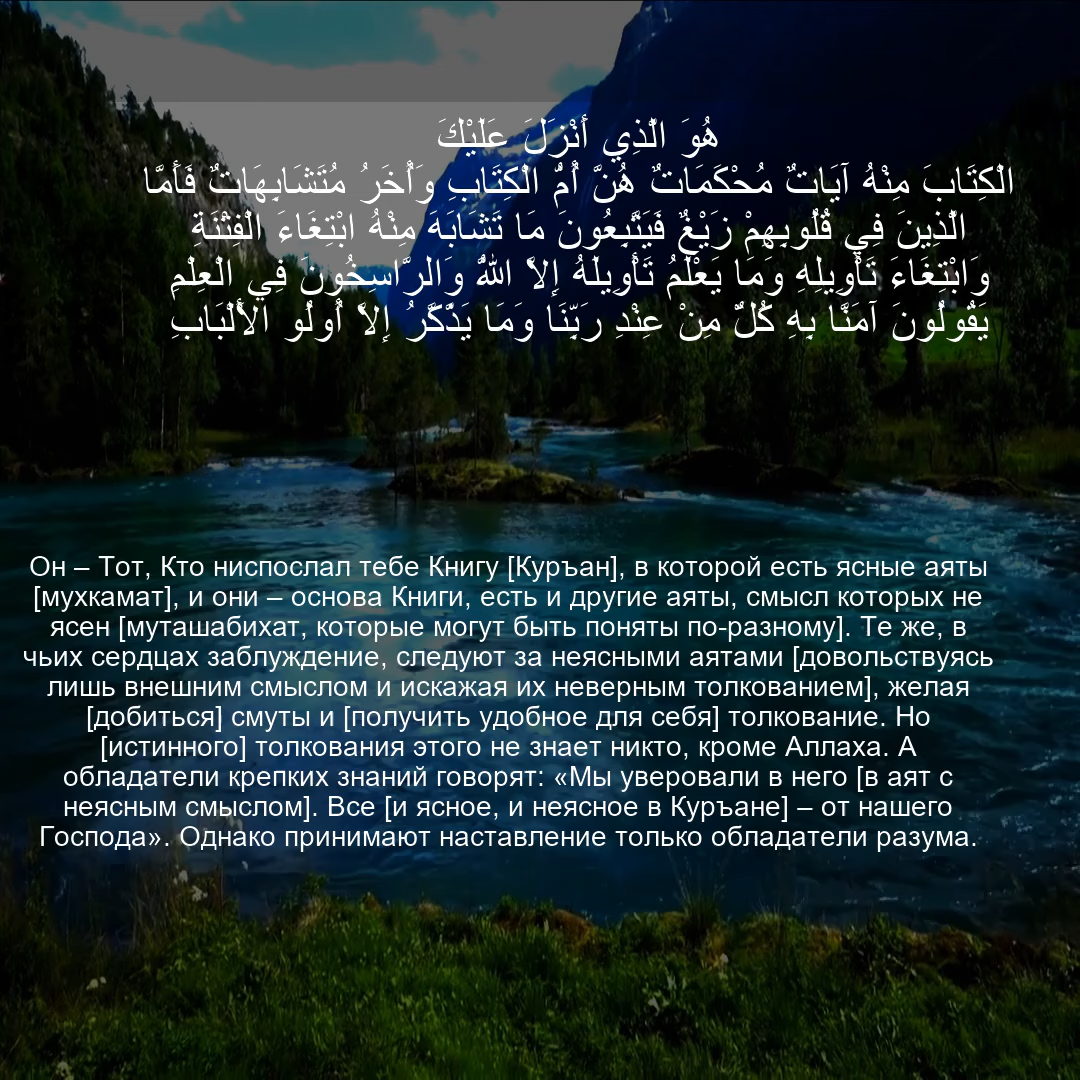 هُوَ الَّذِي أَنْزَلَ عَلَيْكَ
الْكِتَابَ مِنْهُ آيَاتٌ مُحْكَمَاتٌ هُنَّ أُمُّ الْكِتَابِ وَأُخَرُ مُتَشَابِهَاتٌ فَأَمَّا
الَّذِينَ فِي قُلُوبِهِمْ زَيْغٌ فَيَتَّبِعُونَ مَا تَشَابَهَ مِنْهُ ابْتِغَاءَ الْفِتْنَةِ
وَابْتِغَاءَ تَأْوِيلِهِ وَمَا يَعْلَمُ تَأْوِيلَهُ إِلاَّ اللهُ وَالرَّاسِخُونَ فِي الْعِلْمِ
يَقُولُونَ آمَنَّا بِهِ كُلٌّ مِنْ عِنْدِ رَبِّنَا وَمَا يَذَّكَّرُ إِلاَّ أُولُو الأَلْبَابِ
Он – Тот, Кто ниспослал тебе Книгу [Куръан], в которой есть ясные аяты
[мухкамат], и они – основа Книги, есть и другие аяты, смысл которых не
ясен [муташабихат, которые могут быть поняты по-разному]. Те же, в
чьих сердцах заблуждение, следуют за неясными аятами [довольствуясь
лишь внешним смыслом и искажая их неверным толкованием], желая
[добиться] смуты и [получить удобное для себя] толкование. Но
[истинного] толкования этого не знает никто, кроме Аллаха. А
обладатели крепких знаний говорят: «Мы уверовали в него [в аят с
неясным смыслом]. Все [и ясное, и неясное в Куръане] – от нашего
Господа». Однако принимают наставление только обладатели разума.